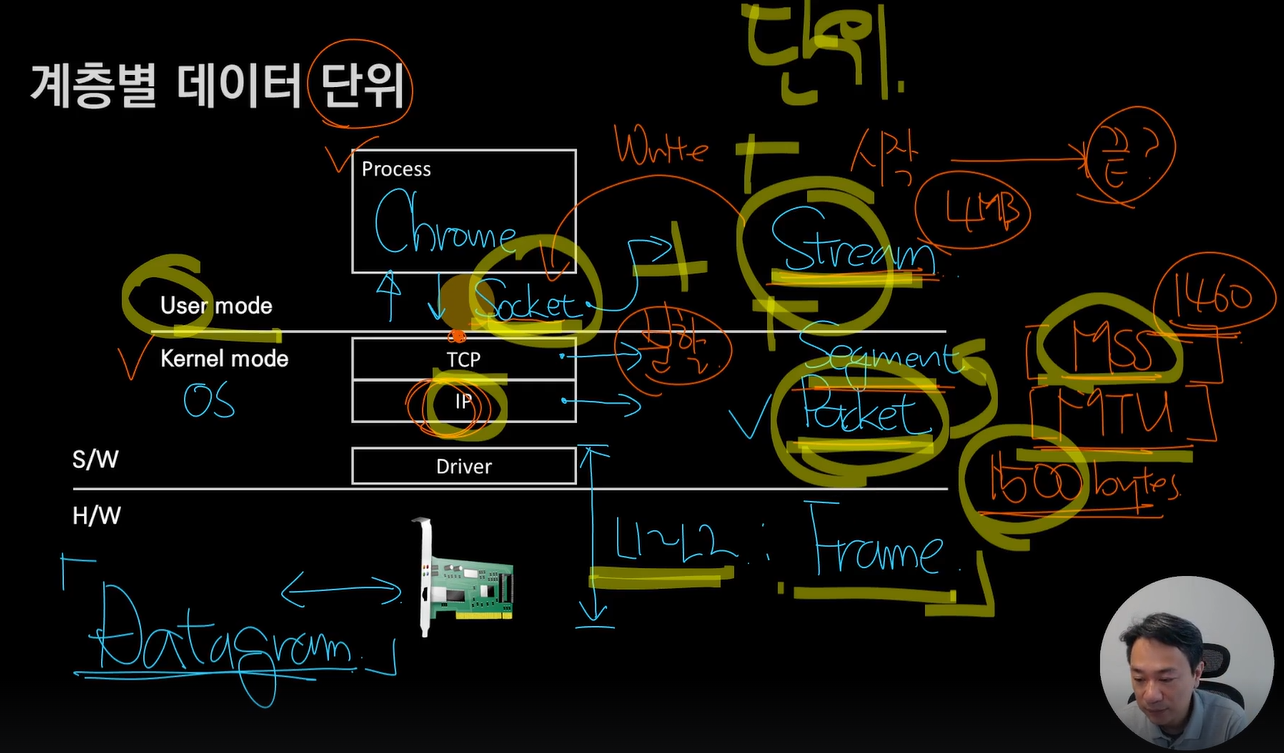 단위.
계층별 데이터 단위
Write
시작
끝?
Process
4MB
Chrome
Stream
1460
User mode
Socket
MSS
Kernel mode
TCP
Segment
OS
IP
Packet
MTU
S/W
Driver
1500 bytes
H/W
L1~L2 : Frame
「Datagram」